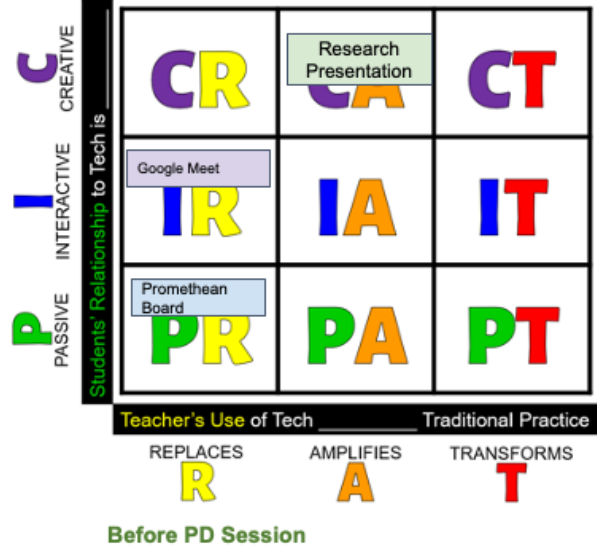 C
CREATIVE
I
INTERACTIVE
P
PASSIVE
Students' Relationship to Tech is ________
CR
Research
Presentation
CA
CT
Google Meet
IR
IA
IT
Promethean
Board
PR
PA
PT
Teacher's Use of Tech ________ Traditional Practice
REPLACES
R
AMPLIFIES
A
TRANSFORMS
T
Before PD Session